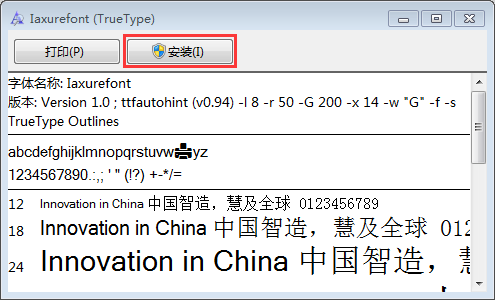 Iaxurefont (TrueType)
打印(P)
安装(I)
字体名称: Iaxurefont
版本: Version 1.0 ; ttfautohint (v0.94) -l 8 -r 50 -G 200 -x 14 -w "G" -f -s
TrueType Outlines
abcdefghijklmnopqrstuvw yz
1234567890.:,; ' " (!?) +-*/=
12 Innovation in China 中国智造，慧及全球 0123456789
18 Innovation in China 中国智造，慧及全球 012
24 Innovation in China 中国智造，